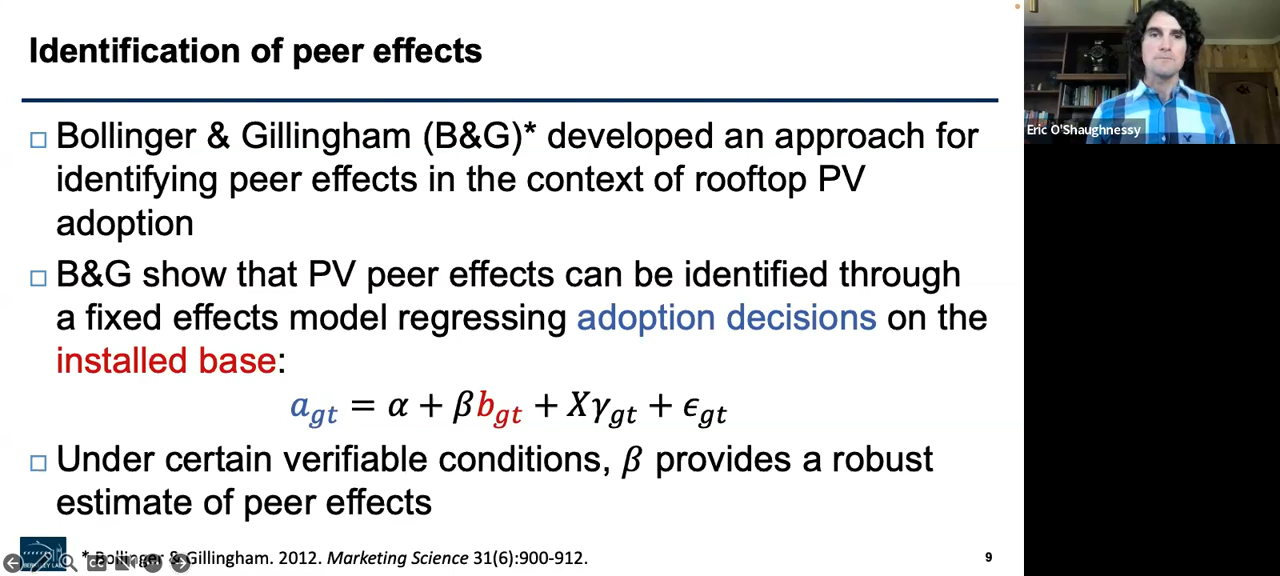 Identification of peer effects
Bollinger & Gillingham (B&G)* developed an approach for
identifying peer effects in the context of rooftop PV
adoption
B&G show that PV peer effects can be identified through
a fixed effects model regressing adoption decisions on the
installed base:
a_gt = α + βb_gt + Xγ_gt + ϵ_gt
Under certain verifiable conditions, β provides a robust
estimate of peer effects
* Bollinger & Gillingham. 2012. Marketing Science 31(6):900-912.
9
Eric O'Shaughnessy